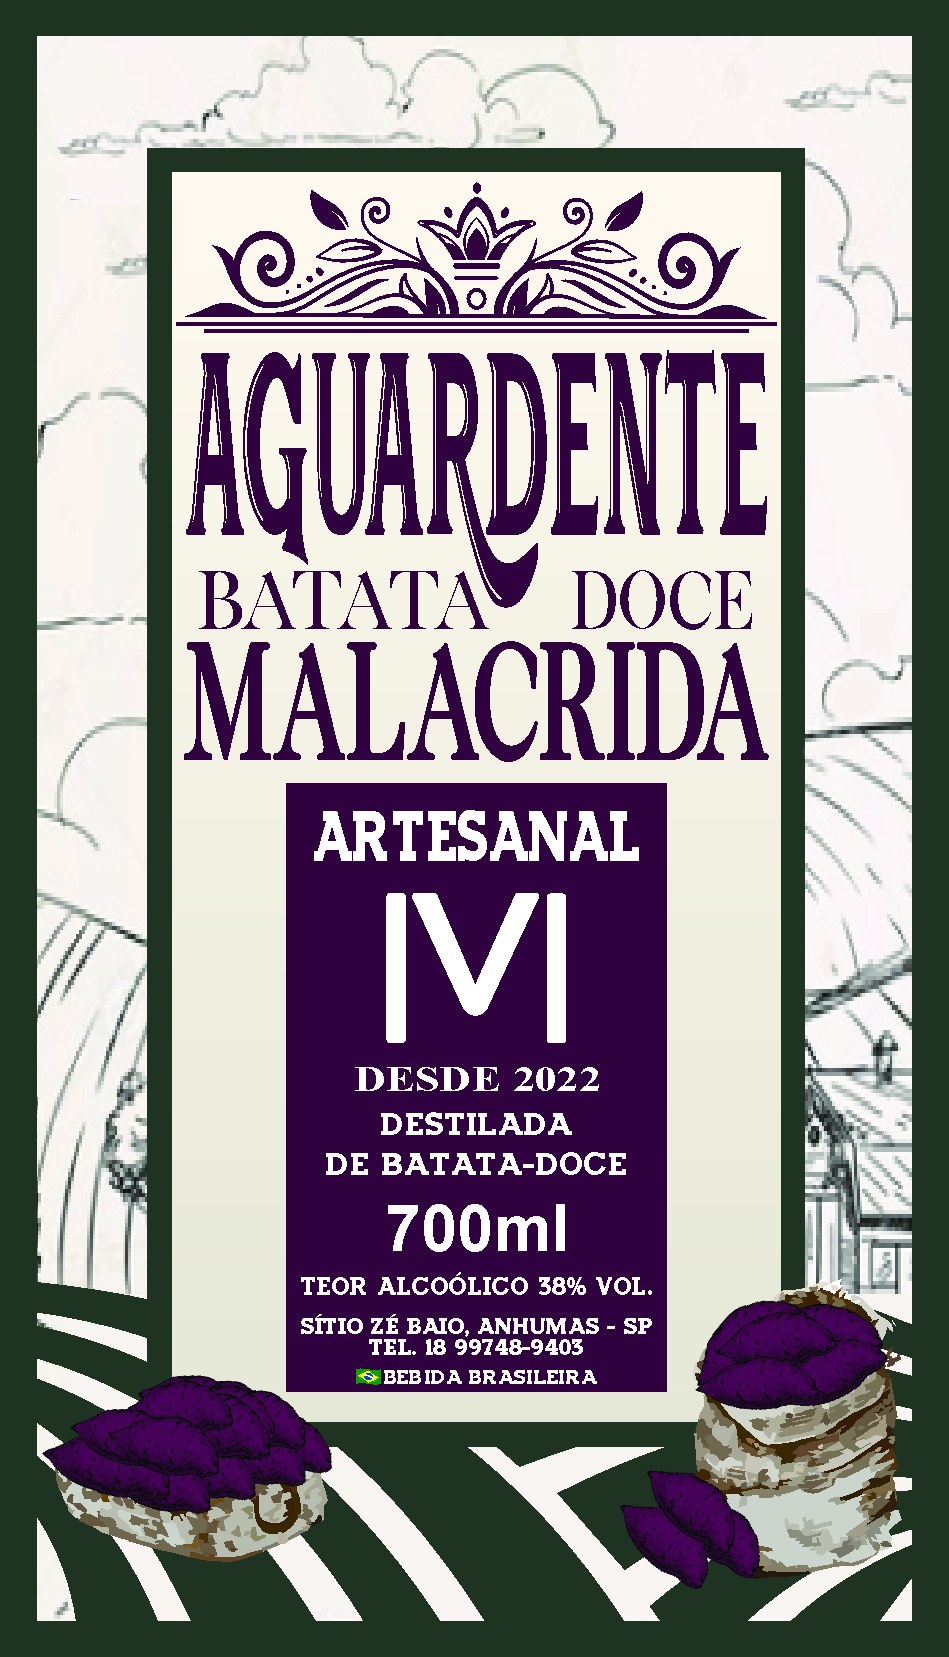 AGUARDENTE
BATATA DOCE
MALACRIDA
ARTESANAL
M
DESDE 2022
DESTILADA
DE BATATA-DOCE
700ml
TEOR ALCOÓLICO 38% VOL.
SÍTIO ZÉ BAIO, ANHUMAS - SP
TEL. 18 99748-9403
BEBIDA BRASILEIRA